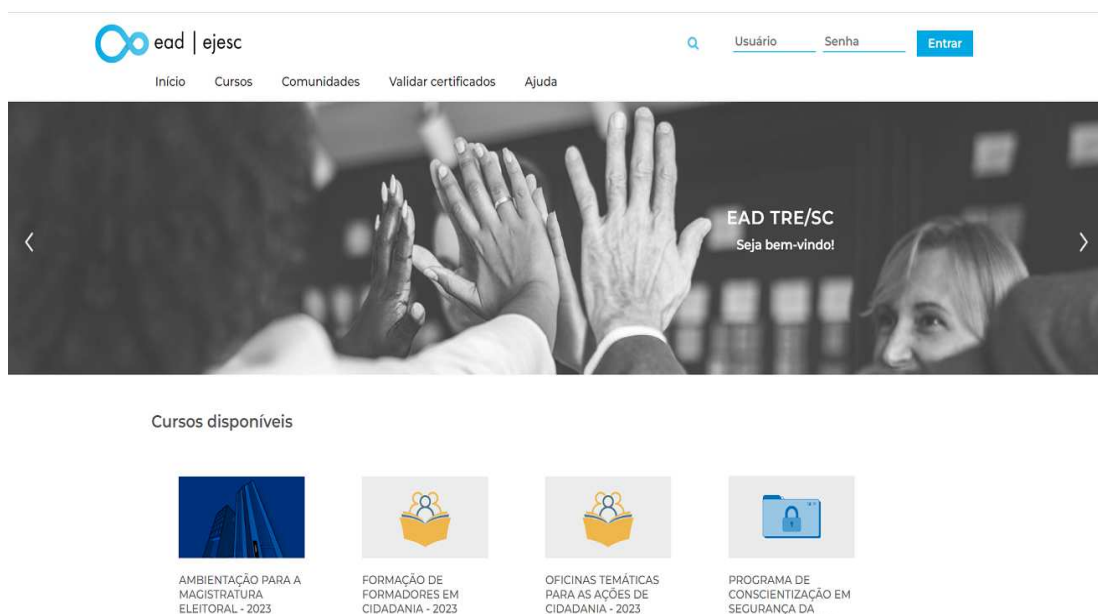 ead | ejesc
Usuário
Senha
Entrar
Início
Cursos
Comunidades
Validar certificados
Ajuda
EAD TRE/SC
Seja bem-vindo!
Cursos disponíveis
AMBIENTAÇÃO PARA A
MAGISTRATURA
ELEITORAL - 2023
FORMAÇÃO DE
FORMADORES EM
CIDADANIA - 2023
OFICINAS TEMÁTICAS
PARA AS AÇÕES DE
CIDADANIA - 2023
PROGRAMA DE
CONSCIENTIZAÇÃO EM
SEGURANÇA DA